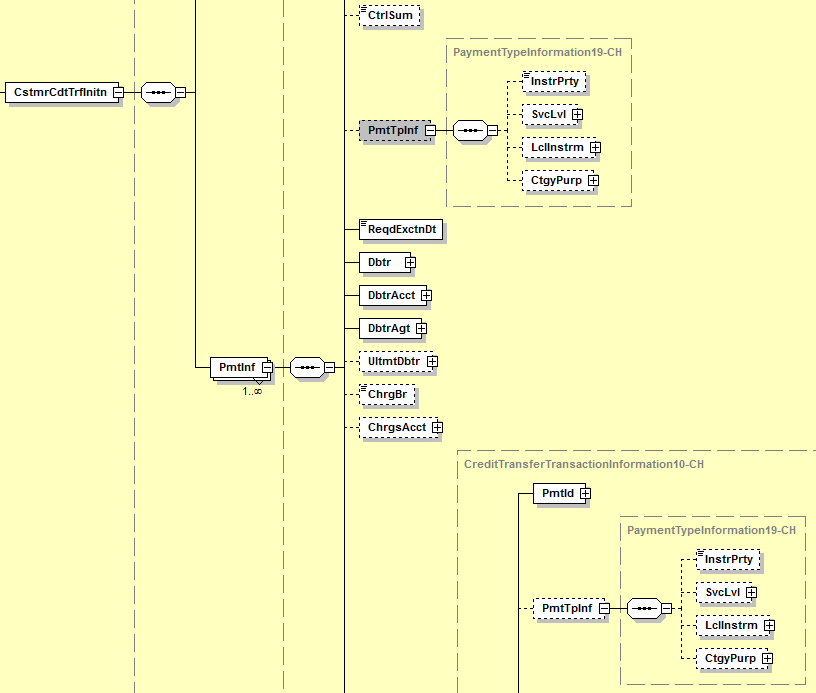 CtrlSum
PaymentTypeInformation19-CH
CstmrCdtTrfInitn
InstrPrty
SvcLvl
PmtTpInf
LclInstrm
CtgyPurp
ReqdExctnDt
Dbtr
DbtrAcct
DbtrAgt
PmtInf
1..∞
UltmtDbtr
ChrgBr
ChrgsAcct
CreditTransferTransactionInformation10-CH
PmtId
PaymentTypeInformation19-CH
InstrPrty
SvcLvl
PmtTpInf
LclInstrm
CtgyPurp